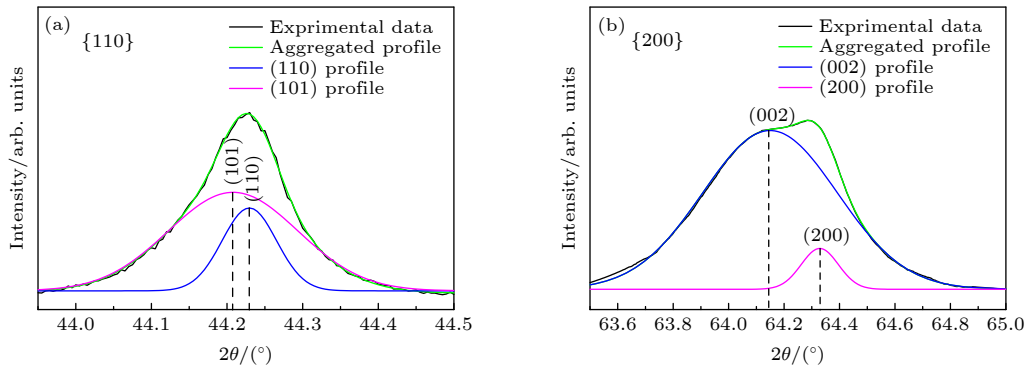 (a)
{110}
Exprimental data
Aggregated profile
(110) profile
(101) profile
(101)
(110)
Intensity/arb. units
44.0 44.1 44.2 44.3 44.4 44.5
2θ/(°)
(b)
{200}
Exprimental data
Aggregated profile
(002) profile
(200) profile
(002)
(200)
Intensity/arb. units
63.6 63.8 64.0 64.2 64.4 64.6 64.8 65.0
2θ/(°)